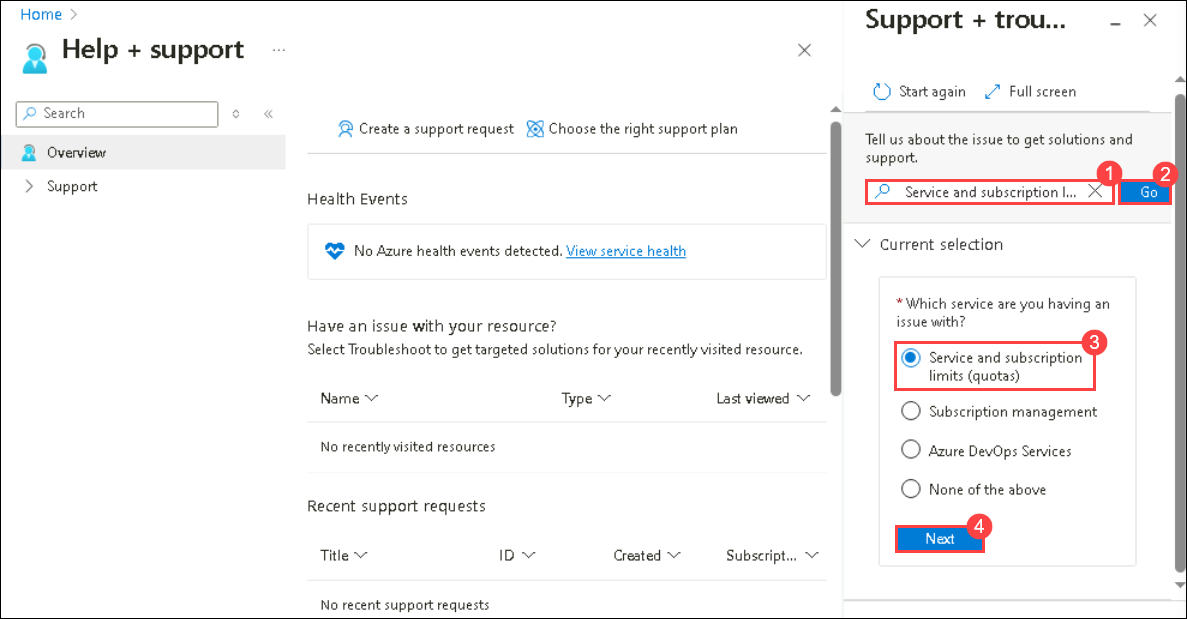 Home
Help + support
Search
Overview
Support
Create a support request
Choose the right support plan
Health Events
No Azure health events detected. View service health
Have an issue with your resource?
Select Troubleshoot to get targeted solutions for your recently visited resource.
Name Type Last viewed
No recently visited resources
Recent support requests
Title ID Created Subscript...
No recent support requests
Support + trou...
Start again Full screen
Tell us about the issue to get solutions and
support.
1 2
Service and subscription l... Go
Current selection
* Which service are you having an
issue with?
3
Service and subscription
limits (quotas)
Subscription management
Azure DevOps Services
None of the above
4
Next